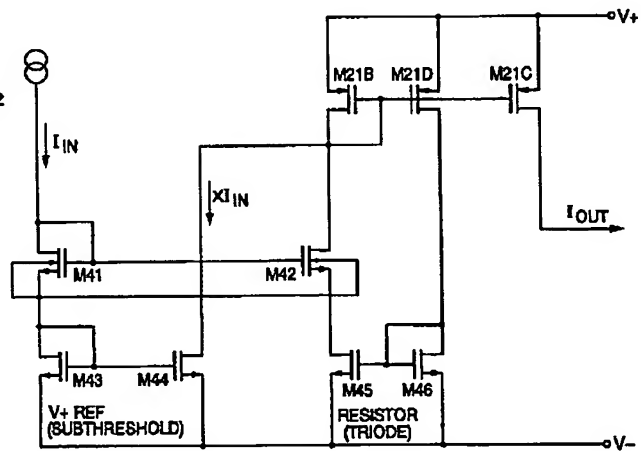 V+
M21B M21D M21C
z
I_IN
XI_IN
I_OUT
M41 M42
M43 M44 M45 M46
V+ REF
(SUBTHRESHOLD)
RESISTOR
(TRIODE)
V−